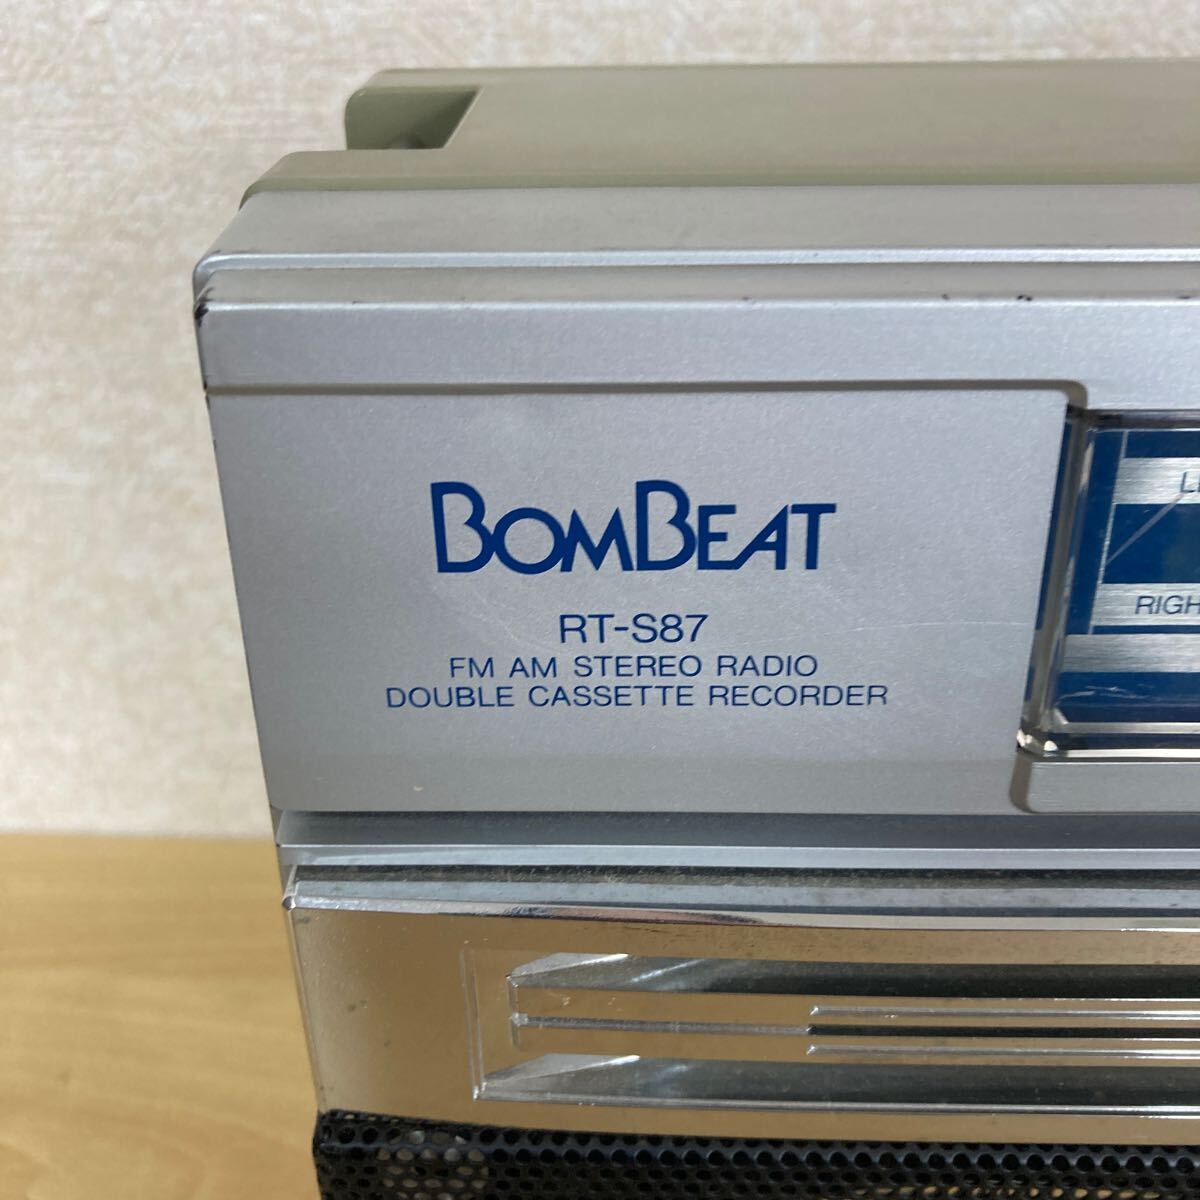 BOMBEAT
RT-S87
FM AM STEREO RADIO
DOUBLE CASSETTE RECORDER